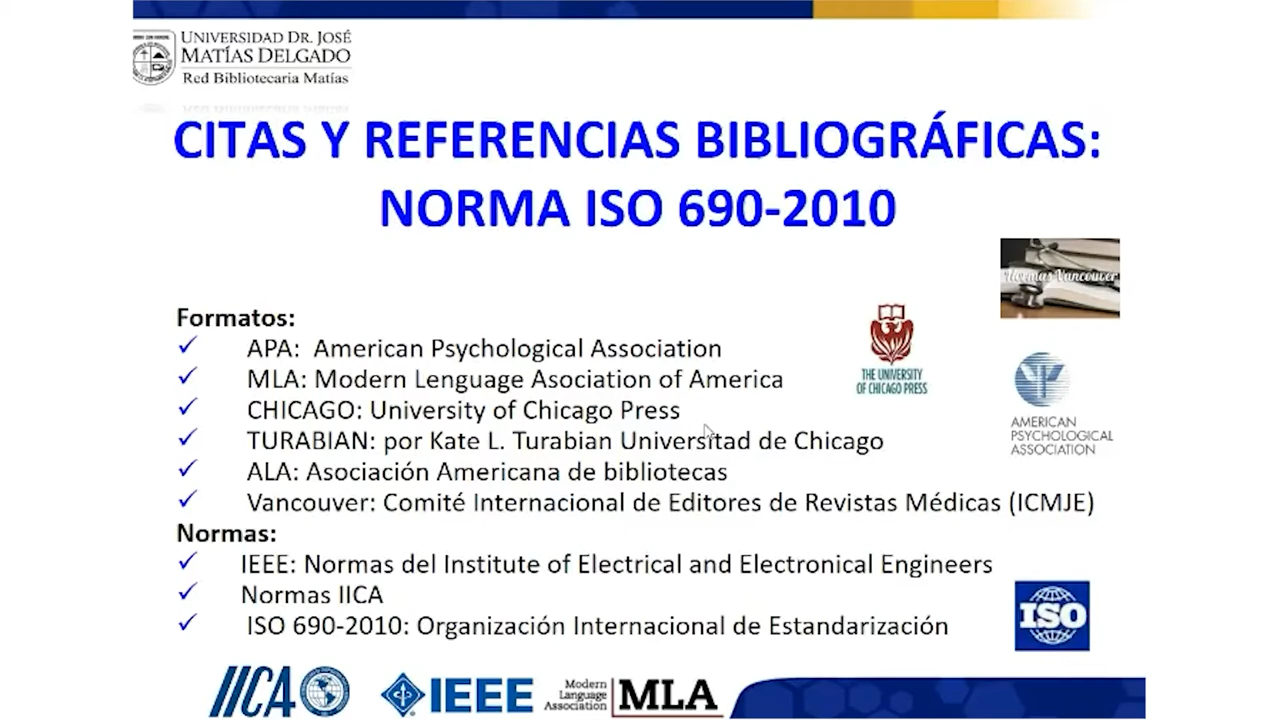 UNIVERSIDAD DR. JOSÉ
MATÍAS DELGADO
Red Bibliotecaria Matías
CITAS Y REFERENCIAS BIBLIOGRÁFICAS:
NORMA ISO 690-2010
Normas Vancouver
Formatos:
APA: American Psychological Association
MLA: Modern Lenguage Asociation of America
CHICAGO: University of Chicago Press
TURABIAN: por Kate L. Turabian Universitad de Chicago
ALA: Asociación Americana de bibliotecas
Vancouver: Comité Internacional de Editores de Revistas Médicas (ICMJE)
THE UNIVERSITY
OF CHICAGO PRESS
AMERICAN
PSYCHOLOGICAL
ASSOCIATION
Normas:
IEEE: Normas del Institute of Electrical and Electronical Engineers
Normas IICA
ISO 690-2010: Organización Internacional de Estandarización
ISO
IICA
IEEE
Modern
Language
Association
MLA